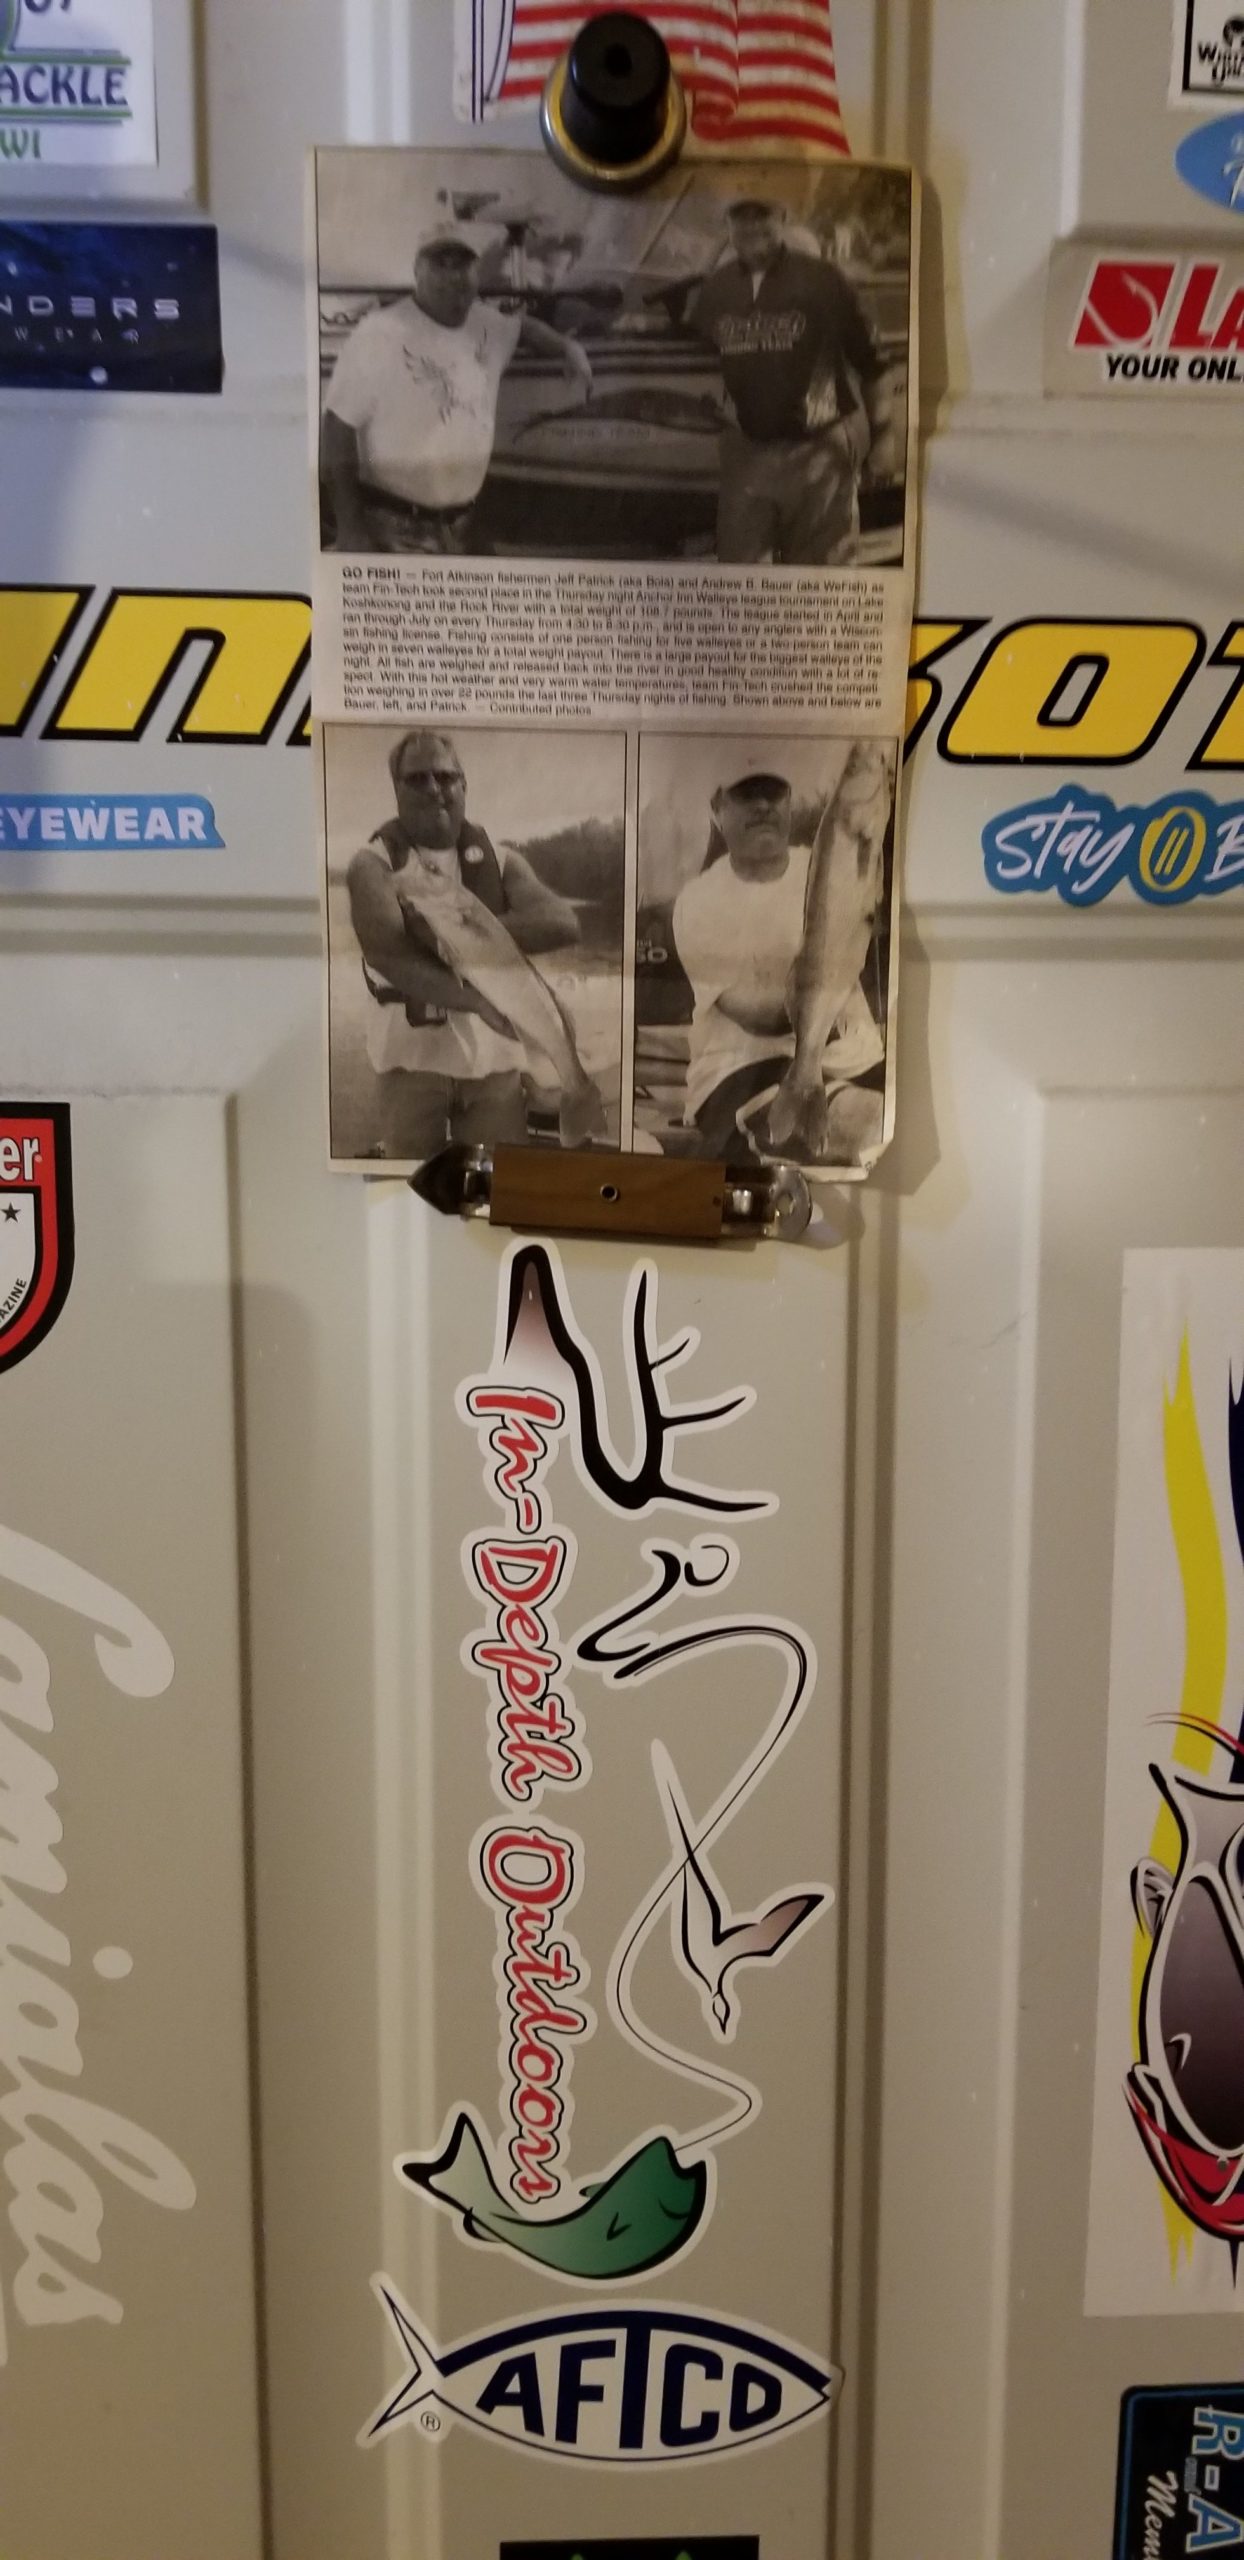 ACKLE
WI
NDERS
W E A R
LA
YOUR ONL
FISHING TEAM
GO FISH! — Fort Atkinson fishermen Jeff Patrick (aka Bola) and Andrew B. Bauer (aka WeFish) as
team Fin-Tech took second place in the Thursday night Anchor Inn Walleye league tournament on Lake
Koshkonong and the Rock River with a total weight of 108.7 pounds. The league started in April and
ran through July on every Thursday from 4:30 to 8:30 p.m., and is open to any anglers with a Wiscon-
sin fishing license. Fishing consists of one person fishing for five walleyes or a two-person team can
weigh in seven walleyes for a total weight payout. There is a large payout for the biggest walleye of the
night. All fish are weighed and released back into the river in good healthy condition with a lot of re-
spect. With this hot weather and very warm water temperatures, team Fin-Tech crushed the competi-
tion weighing in over 22 pounds the last three Thursday nights of fishing. Shown above and below are
Bauer, left, and Patrick. — Contributed photos.
inn
KOT
EYEWEAR
Stay B
er
AZINE
In-Depth Outdoors
Lamiglas
AFTCO
®
R-A
Mem